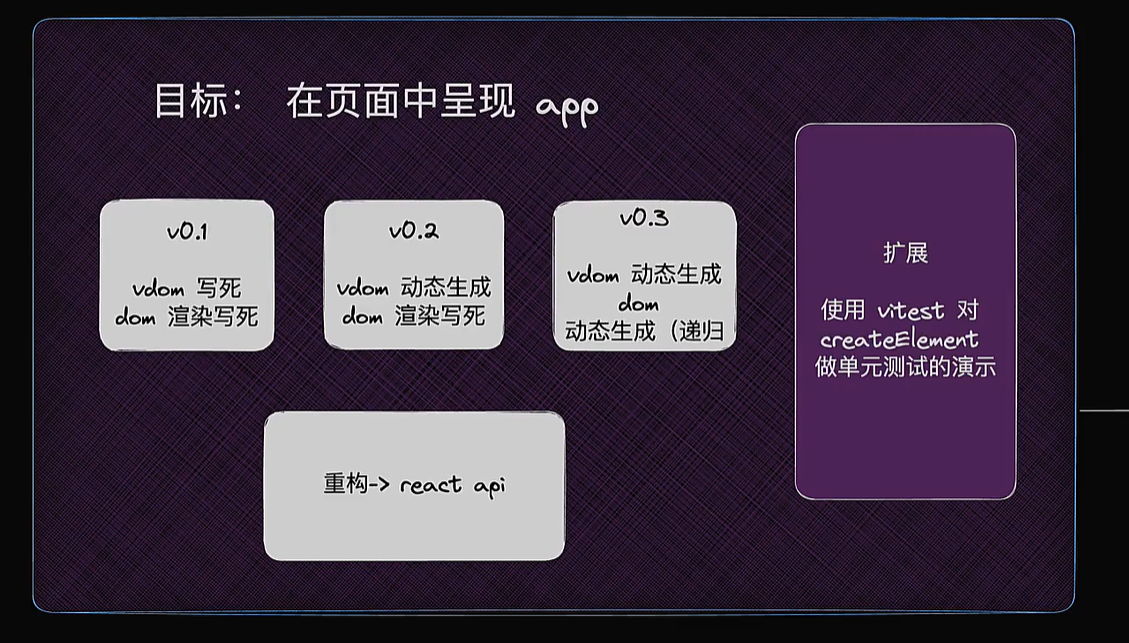 目标： 在页面中呈现 app
v0.1
vdom 写死
dom 渲染写死
v0.2
vdom 动态生成
dom 渲染写死
v0.3
vdom 动态生成
dom
动态生成（递归
扩展
使用 vitest 对
createElement
做单元测试的演示
重构-> react api